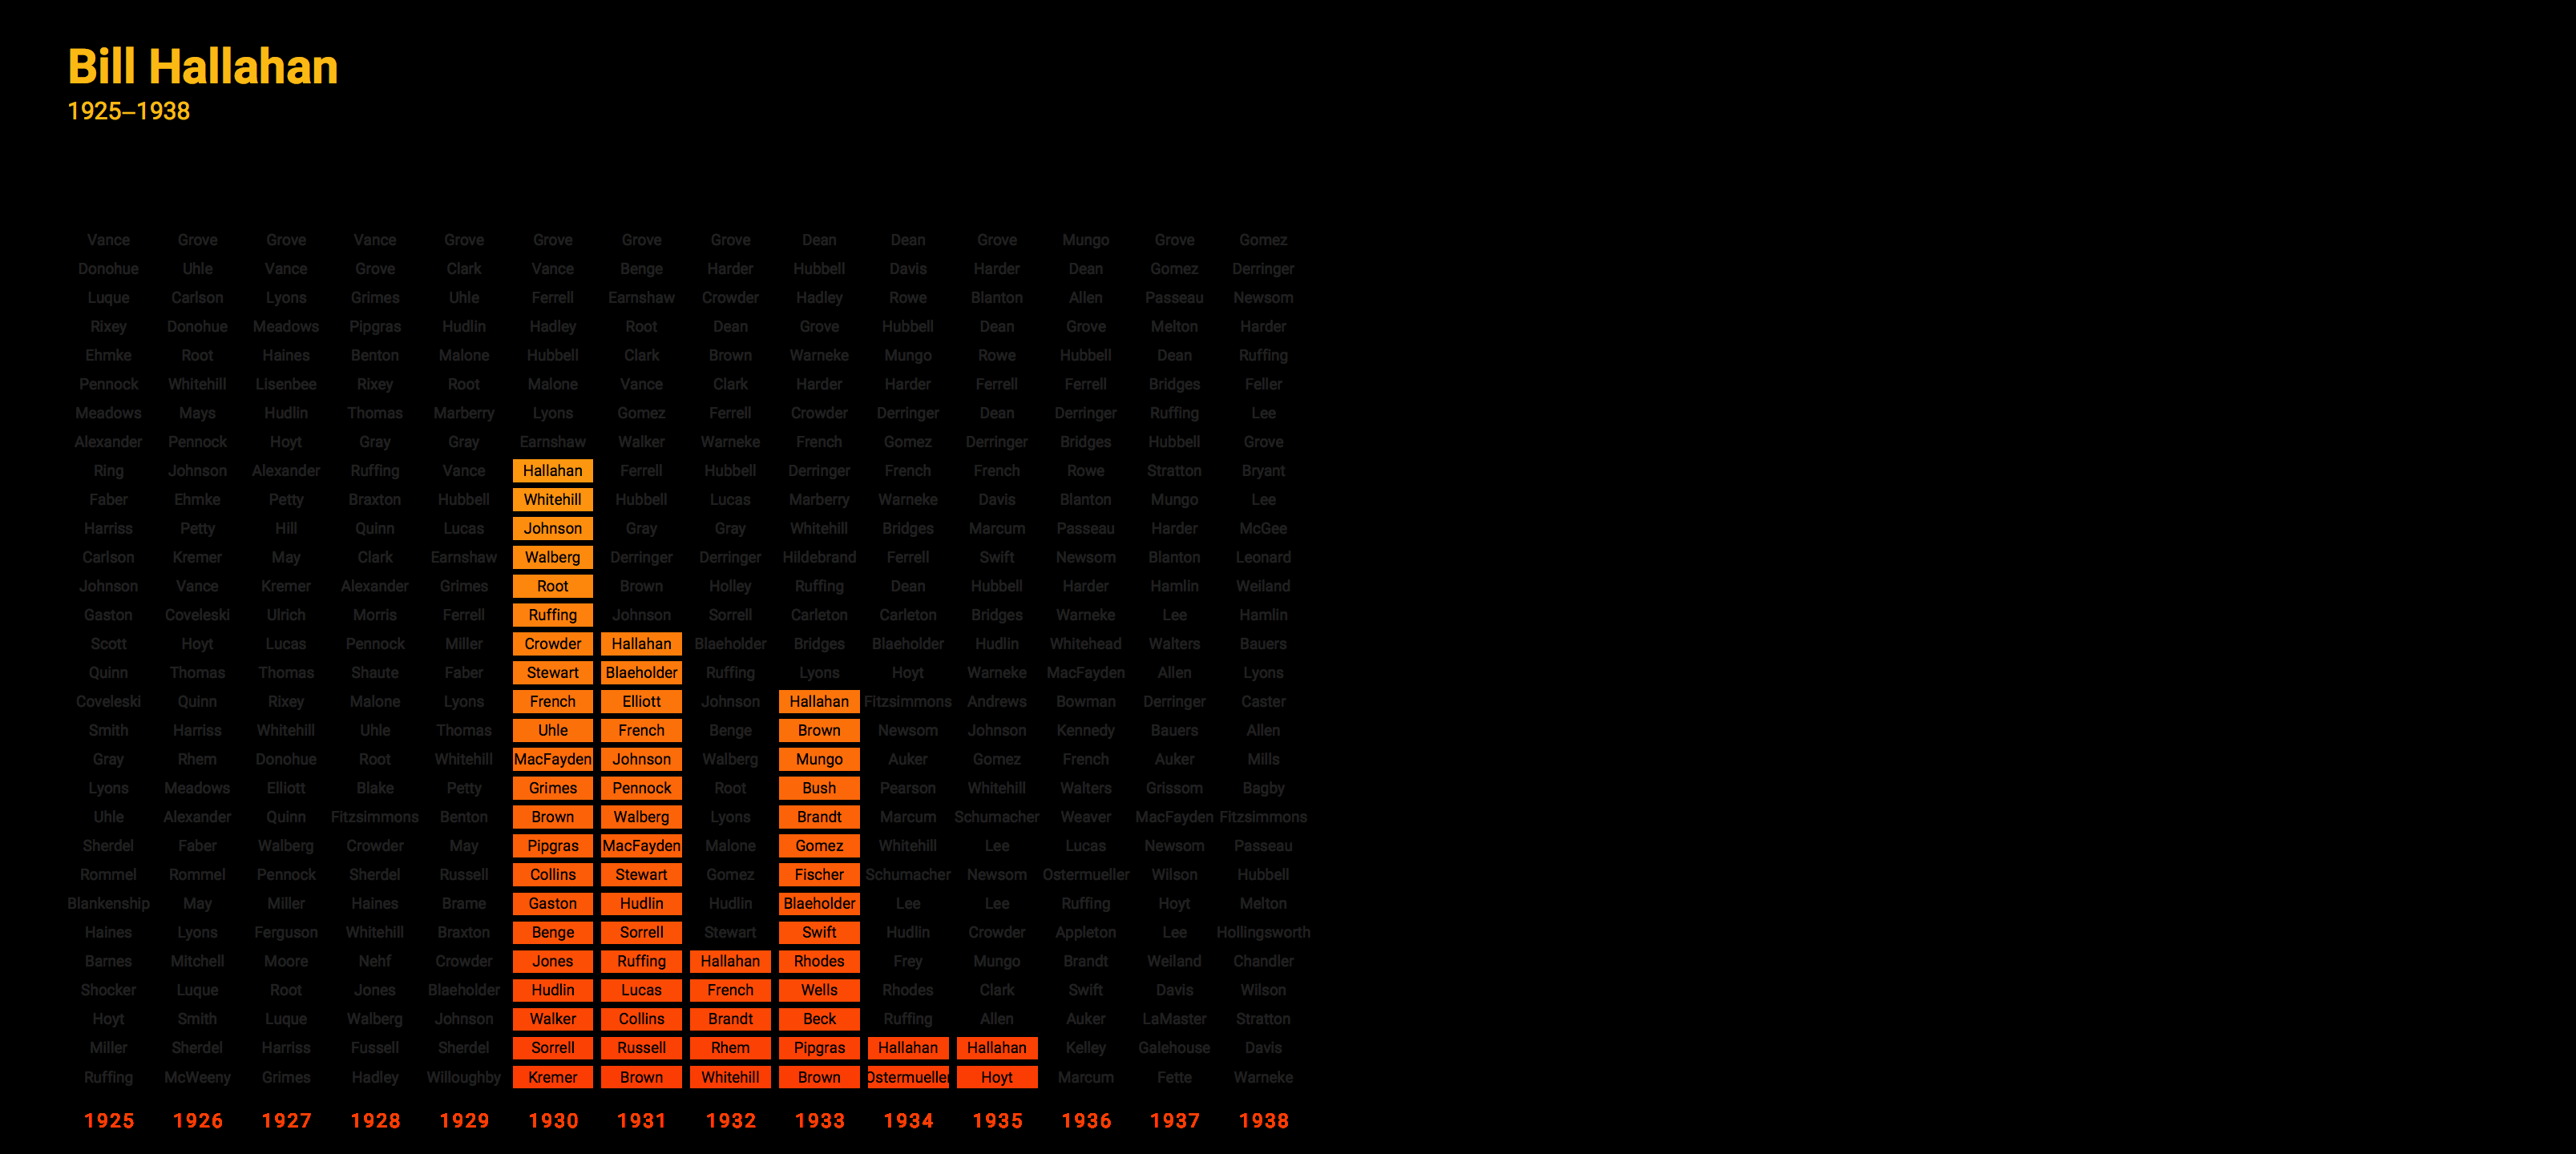 Bill Hallahan
1925–1938
Vance Grove Grove Vance Grove Grove Grove Grove Dean Dean Grove Mungo Grove Gomez
Donohue Uhle Vance Grove Clark Vance Benge Harder Hubbell Davis Harder Dean Gomez Derringer
Luque Carlson Lyons Grimes Uhle Ferrell Earnshaw Crowder Hadley Rowe Blanton Allen Passeau Newsom
Rixey Donohue Meadows Pipgras Hudlin Hadley Root Dean Grove Hubbell Dean Grove Melton Harder
Ehmke Root Haines Benton Malone Hubbell Clark Brown Warneke Mungo Rowe Hubbell Dean Ruffing
Pennock Whitehill Lisenbee Rixey Root Malone Vance Clark Harder Harder Ferrell Ferrell Bridges Feller
Meadows Mays Hudlin Thomas Marberry Lyons Gomez Ferrell Crowder Derringer Dean Derringer Ruffing Lee
Alexander Pennock Hoyt Gray Gray Earnshaw Walker Warneke French Gomez Derringer Bridges Hubbell Grove
Ring Johnson Alexander Ruffing Vance Hallahan Ferrell Hubbell Derringer French French Rowe Stratton Bryant
Faber Ehmke Petty Braxton Hubbell Whitehill Hubbell Lucas Marberry Warneke Davis Blanton Mungo Lee
Harriss Petty Hill Quinn Lucas Johnson Gray Gray Whitehill Bridges Marcum Passeau Harder McGee
Carlson Kremer May Clark Earnshaw Walberg Derringer Derringer Hildebrand Ferrell Swift Newsom Blanton Leonard
Johnson Vance Kremer Alexander Grimes Root Brown Holley Ruffing Dean Hubbell Harder Hamlin Weiland
Gaston Coveleski Ulrich Morris Ferrell Ruffing Johnson Sorrell Carleton Carleton Bridges Warneke Lee Hamlin
Scott Hoyt Lucas Pennock Miller Crowder Hallahan Blaeholder Bridges Blaeholder Hudlin Whitehead Walters Bauers
Quinn Thomas Thomas Shaute Faber Stewart Blaeholder Ruffing Lyons Hoyt Warneke MacFayden Allen Lyons
Coveleski Quinn Rixey Malone Lyons French Elliott Johnson Hallahan Fitzsimmons Andrews Bowman Derringer Caster
Smith Harriss Whitehill Uhle Thomas Uhle French Benge Brown Newsom Johnson Kennedy Bauers Allen
Gray Rhem Donohue Root Whitehill MacFayden Johnson Walberg Mungo Auker Gomez French Auker Mills
Lyons Meadows Elliott Blake Petty Grimes Pennock Root Bush Pearson Whitehill Walters Grissom Bagby
Uhle Alexander Quinn Fitzsimmons Benton Brown Walberg Lyons Brandt Marcum Schumacher Weaver MacFayden Fitzsimmons
Sherdel Faber Walberg Crowder May Pipgras MacFayden Malone Gomez Whitehill Lee Lucas Newsom Passeau
Rommel Rommel Pennock Sherdel Russell Collins Stewart Gomez Fischer Schumacher Newsom Ostermueller Wilson Hubbell
Blankenship May Miller Haines Brame Gaston Hudlin Hudlin Blaeholder Lee Lee Ruffing Hoyt Melton
Haines Lyons Ferguson Whitehill Braxton Benge Sorrell Stewart Swift Hudlin Crowder Appleton Lee Hollingsworth
Barnes Mitchell Moore Nehf Crowder Jones Ruffing Hallahan Rhodes Frey Mungo Brandt Weiland Chandler
Shocker Luque Root Jones Blaeholder Hudlin Lucas French Wells Rhodes Clark Swift Davis Wilson
Hoyt Smith Luque Walberg Johnson Walker Collins Brandt Beck Ruffing Allen Auker LaMaster Stratton
Miller Sherdel Harriss Fussell Sherdel Sorrell Russell Rhem Pipgras Hallahan Hallahan Kelley Galehouse Davis
Ruffing McWeeny Grimes Hadley Willoughby Kremer Brown Whitehill Brown Ostermueller Hoyt Marcum Fette Warneke
1925 1926 1927 1928 1929 1930 1931 1932 1933 1934 1935 1936 1937 1938